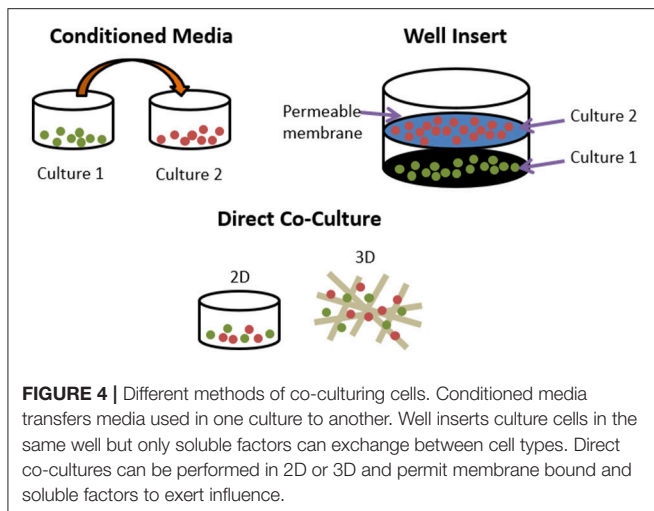 Conditioned Media
Well Insert
Permeable
membrane
Culture 2
Culture 1
Culture 1
Culture 2
Direct Co-Culture
2D
3D
FIGURE 4 | Different methods of co-culturing cells. Conditioned media
transfers media used in one culture to another. Well inserts culture cells in the
same well but only soluble factors can exchange between cell types. Direct
co-cultures can be performed in 2D or 3D and permit membrane bound and
soluble factors to exert influence.